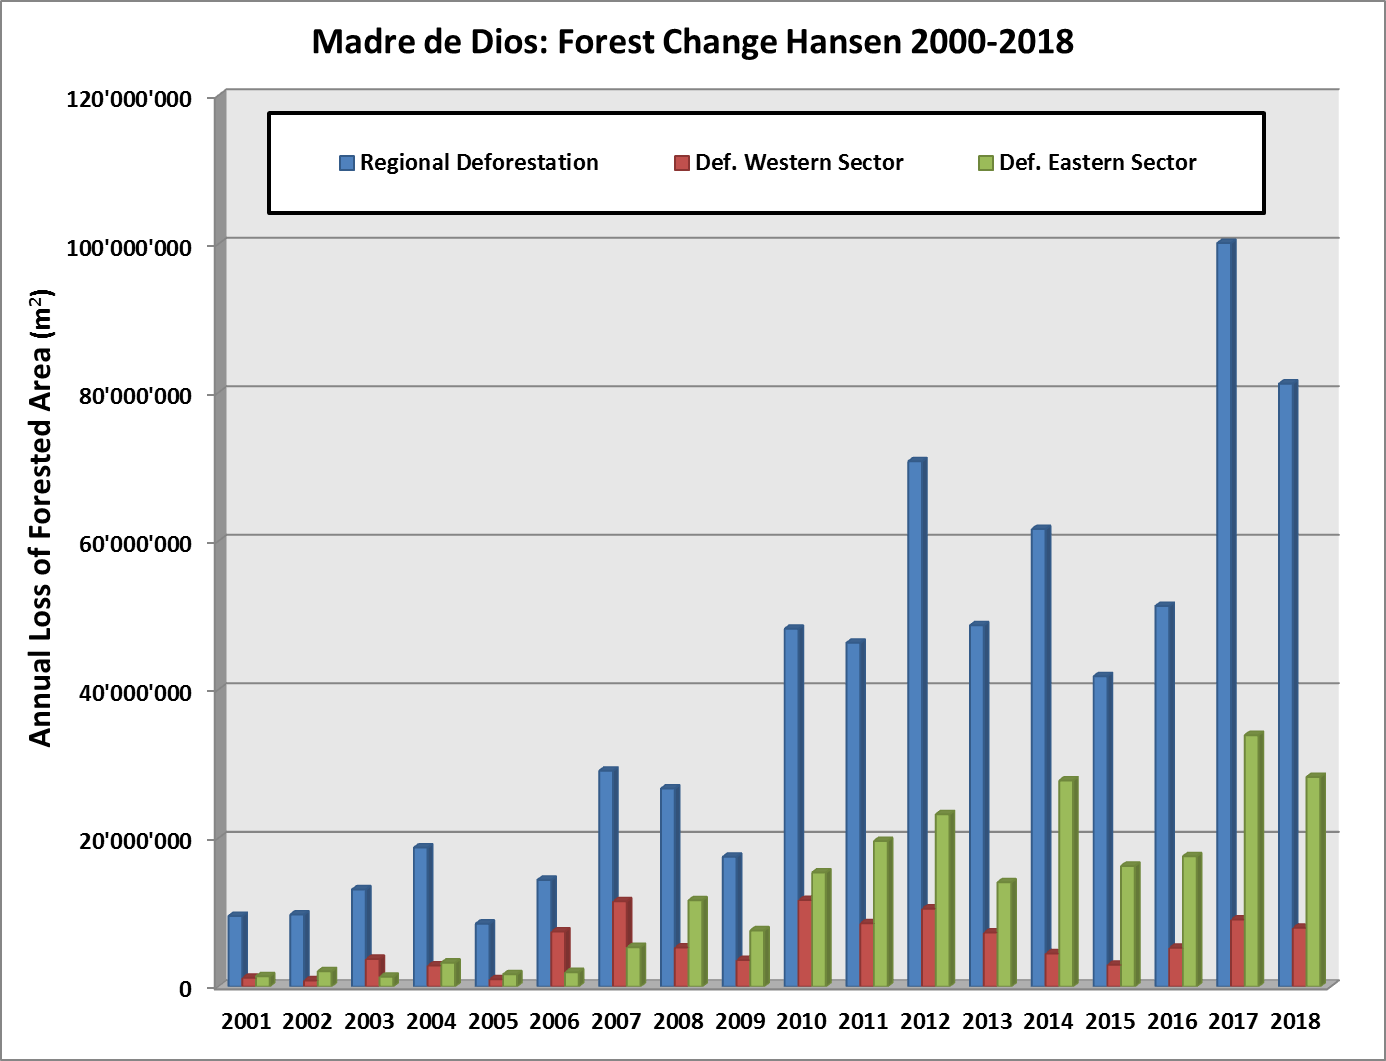 Madre de Dios: Forest Change Hansen 2000-2018
120'000'000
Regional Deforestation Def. Western Sector Def. Eastern Sector
100'000'000
80'000'000
60'000'000
40'000'000
20'000'000
0
Annual Loss of Forested Area (m²)
2001 2002 2003 2004 2005 2006 2007 2008 2009 2010 2011 2012 2013 2014 2015 2016 2017 2018